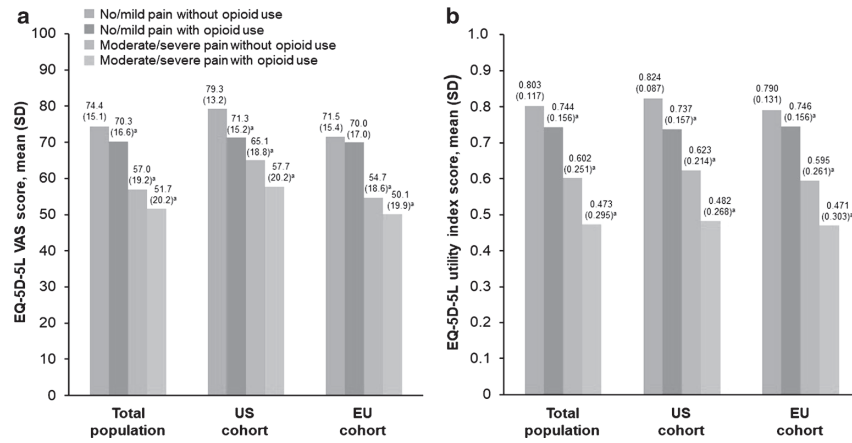 a
No/mild pain without opioid use
No/mild pain with opioid use
Moderate/severe pain without opioid use
Moderate/severe pain with opioid use
EQ-5D-5L VAS score, mean (SD)
100
90
80
70
60
50
40
30
20
10
0
74.4
(15.1)
70.3
(16.6)ᵃ
57.0
(19.2)ᵃ
51.7
(20.2)ᵃ
79.3
(13.2)
71.3
(15.2)ᵃ
65.1
(18.8)ᵃ
57.7
(20.2)ᵃ
71.5
(15.4)
70.0
(17.0)
54.7
(18.6)ᵃ
50.1
(19.9)ᵃ
Total
population
US
cohort
EU
cohort
b
EQ-5D-5L utility index score, mean (SD)
1.0
0.9
0.8
0.7
0.6
0.5
0.4
0.3
0.2
0.1
0
0.803
(0.117)
0.744
(0.156)ᵃ
0.602
(0.251)ᵃ
0.473
(0.295)ᵃ
0.824
(0.087)
0.737
(0.157)ᵃ
0.623
(0.214)ᵃ
0.482
(0.268)ᵃ
0.790
(0.131)
0.746
(0.156)ᵃ
0.595
(0.261)ᵃ
0.471
(0.303)ᵃ
Total
population
US
cohort
EU
cohort